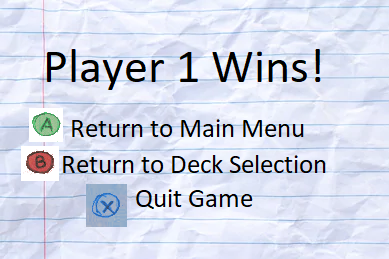 Player 1 Wins!
A Return to Main Menu
B Return to Deck Selection
X Quit Game